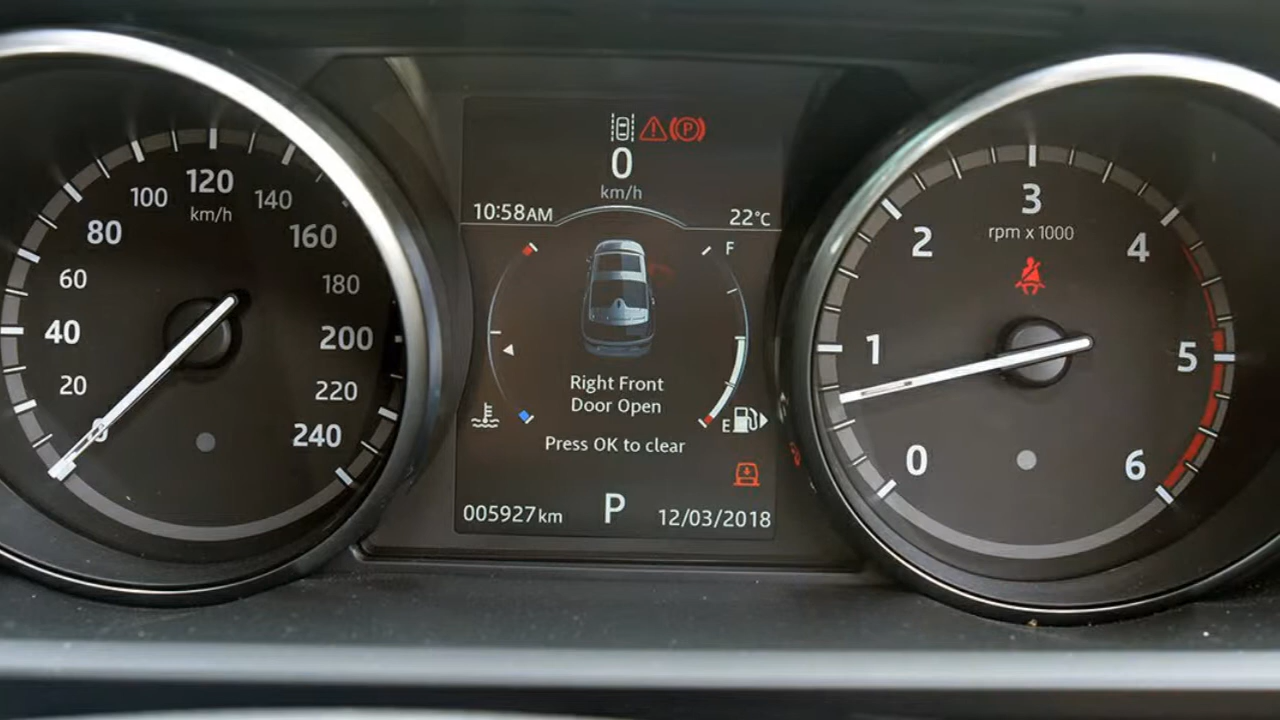 0
20
40
60
80
100
120
km/h
140
160
180
200
220
240
P
0
km/h
10:58AM
22°C
F
Right Front
Door Open
E
Press OK to clear
005927km
P
12/03/2018
0
1
2
3
rpm x 1000
4
5
6